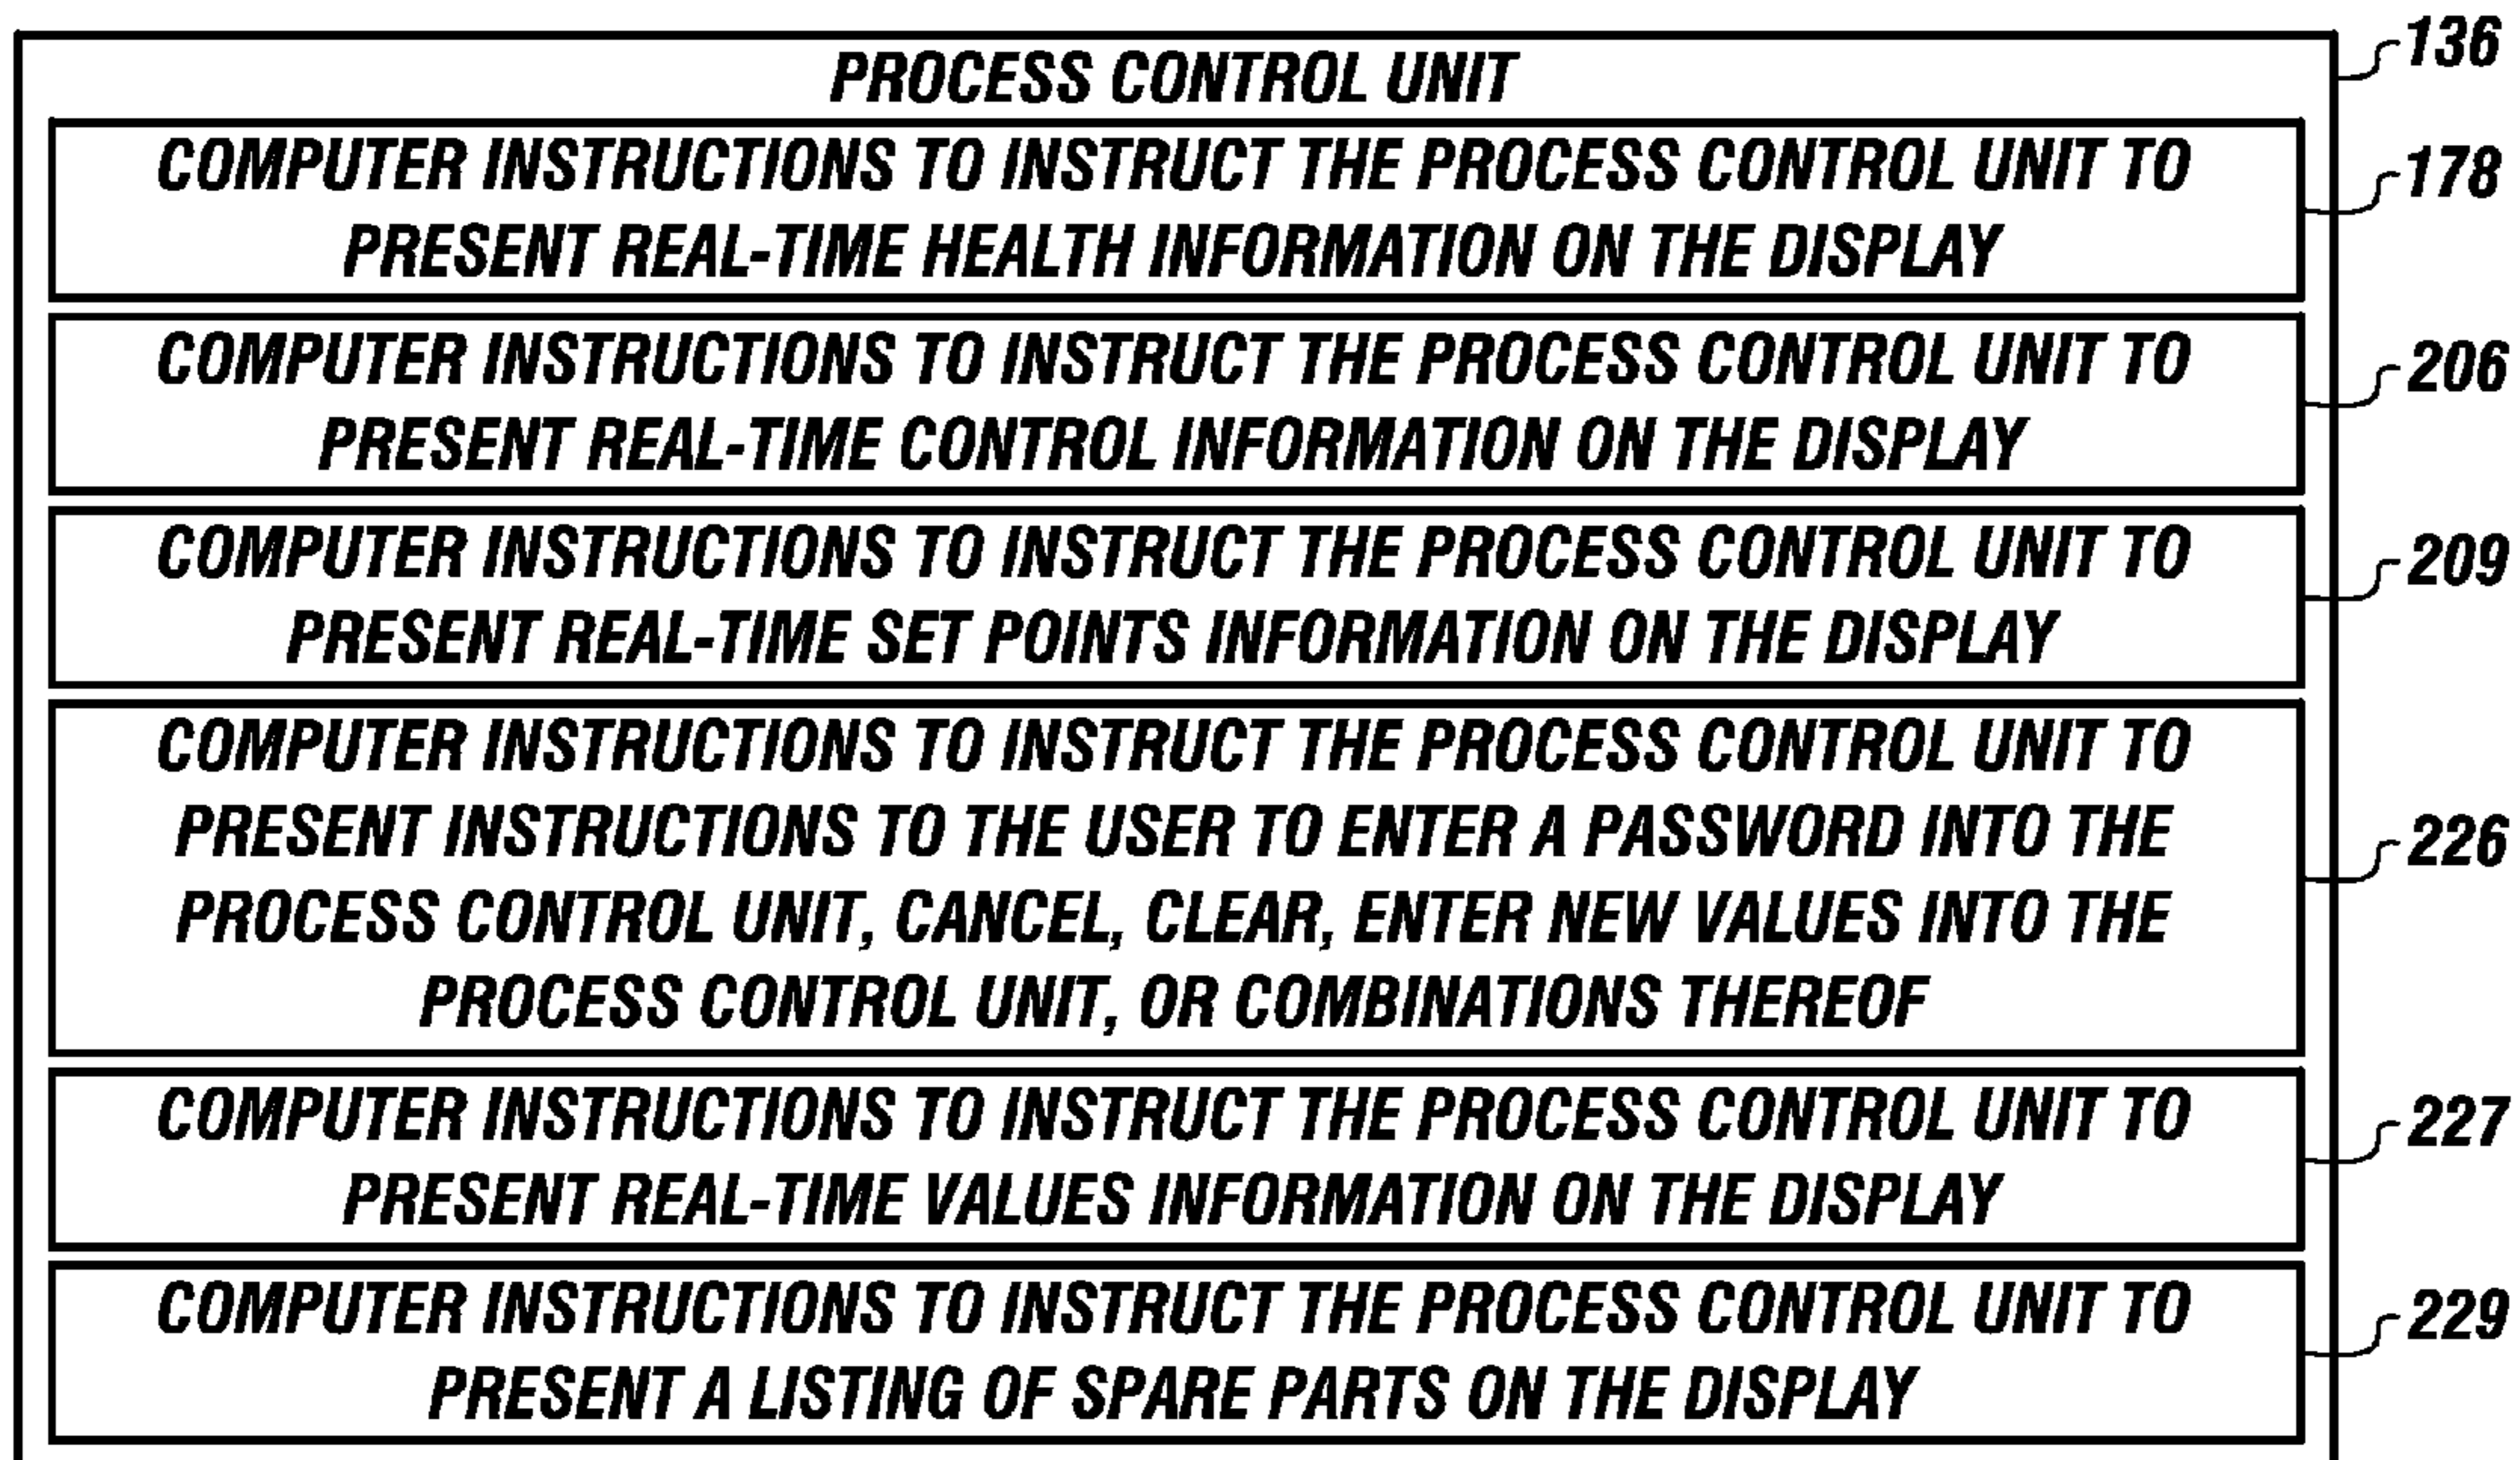 PROCESS CONTROL UNIT
136
COMPUTER INSTRUCTIONS TO INSTRUCT THE PROCESS CONTROL UNIT TO
PRESENT REAL-TIME HEALTH INFORMATION ON THE DISPLAY
178
COMPUTER INSTRUCTIONS TO INSTRUCT THE PROCESS CONTROL UNIT TO
PRESENT REAL-TIME CONTROL INFORMATION ON THE DISPLAY
206
COMPUTER INSTRUCTIONS TO INSTRUCT THE PROCESS CONTROL UNIT TO
PRESENT REAL-TIME SET POINTS INFORMATION ON THE DISPLAY
209
COMPUTER INSTRUCTIONS TO INSTRUCT THE PROCESS CONTROL UNIT TO
PRESENT INSTRUCTIONS TO THE USER TO ENTER A PASSWORD INTO THE
PROCESS CONTROL UNIT, CANCEL, CLEAR, ENTER NEW VALUES INTO THE
PROCESS CONTROL UNIT, OR COMBINATIONS THEREOF
226
COMPUTER INSTRUCTIONS TO INSTRUCT THE PROCESS CONTROL UNIT TO
PRESENT REAL-TIME VALUES INFORMATION ON THE DISPLAY
227
COMPUTER INSTRUCTIONS TO INSTRUCT THE PROCESS CONTROL UNIT TO
PRESENT A LISTING OF SPARE PARTS ON THE DISPLAY
229